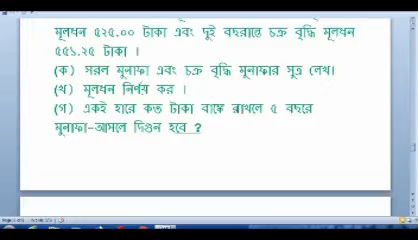 মূলধন ৫২৫.০০ টাকা এবং দুই বছরান্তে চক্র বৃদ্ধি মূলধন
৫৫১.২৫ টাকা ।
(ক) সরল মুনাফা এবং চক্র বৃদ্ধি মুনাফার সুত্র লেখ।
(খ) মূলধন নির্ণয় কর ।
(গ) একই হারে কত টাকা ব্যাংকে রাখলে ৫ বছরে
মুনাফা-আসলে দিগুন হবে ?